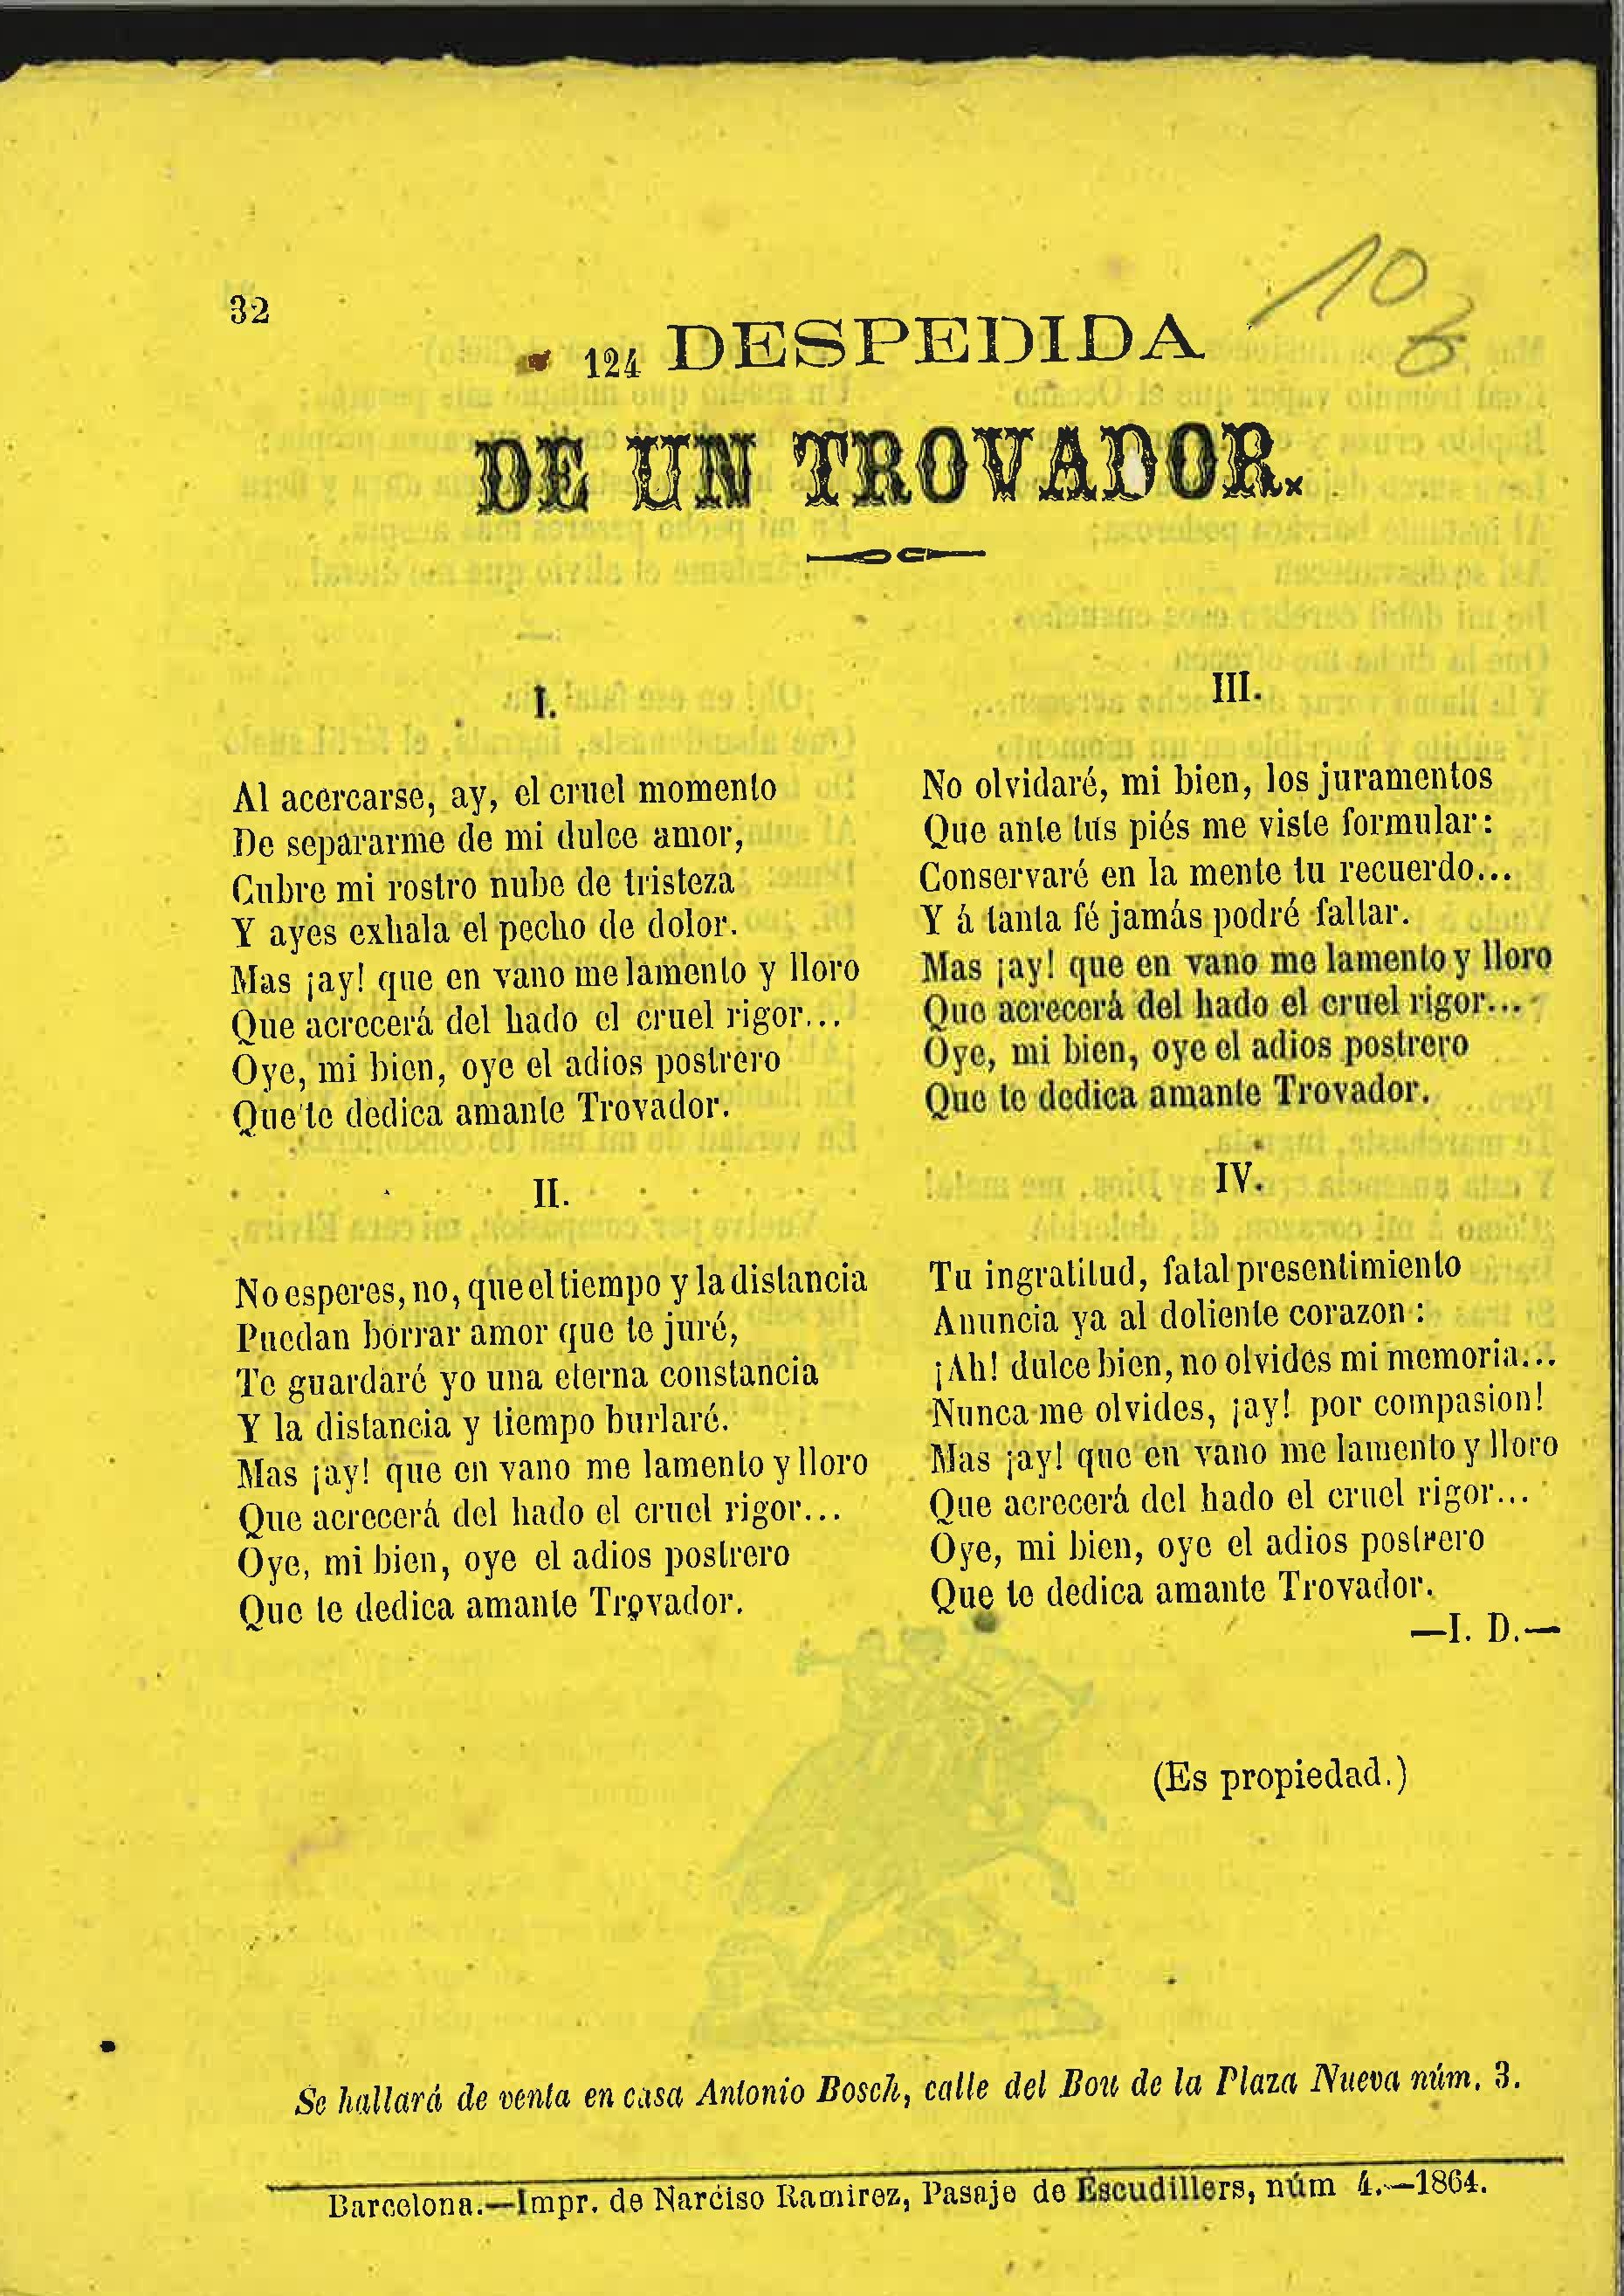 32
10
124 DESPEDIDA
DE UN TROVADOR.
I.
Al acercarse, ay, el cruel momento
De separarme de mi dulce amor,
Cubre mi rostro nube de tristeza
Y ayes exhala el pecho de dolor.
Mas ¡ay! que en vano me lamento y lloro
Que acrecerá del hado el cruel rigor...
Oye, mi bien, oye el adios postrero
Que te dedica amante Trovador.
II.
No esperes, no, que el tiempo y la distancia
Puedan borrar amor que te juré,
Te guardaré yo una eterna constancia
Y la distancia y tiempo burlaré.
Mas ¡ay! que en vano me lamento y lloro
Que acrecerá del hado el cruel rigor...
Oye, mi bien, oye el adios postrero
Que te dedica amante Trovador.
III.
No olvidaré, mi bien, los juramentos
Que ante tus piés me viste formular:
Conservaré en la mente tu recuerdo...
Y á tanta fé jamás podré faltar.
Mas ¡ay! que en vano me lamento y lloro
Que acrecerá del hado el cruel rigor...
Oye, mi bien, oye el adios postrero
Que te dedica amante Trovador.
IV.
Tu ingratitud, fatal presentimiento
Anuncia ya al doliente corazon:
¡Ah! dulce bien, no olvides mi memoria...
Nunca me olvides, ¡ay! por compasion!
Mas ¡ay! que en vano me lamento y lloro
Que acrecerá del hado el cruel rigor...
Oye, mi bien, oye el adios postrero
Que te dedica amante Trovador.
—I. D.—
(Es propiedad.)
Se hallará de venta en casa Antonio Bosch, calle del Bou de la Plaza Nueva núm. 3.
Barcelona.—Impr. de Narciso Ramirez, Pasaje de Escudillers, núm 4.—1864.